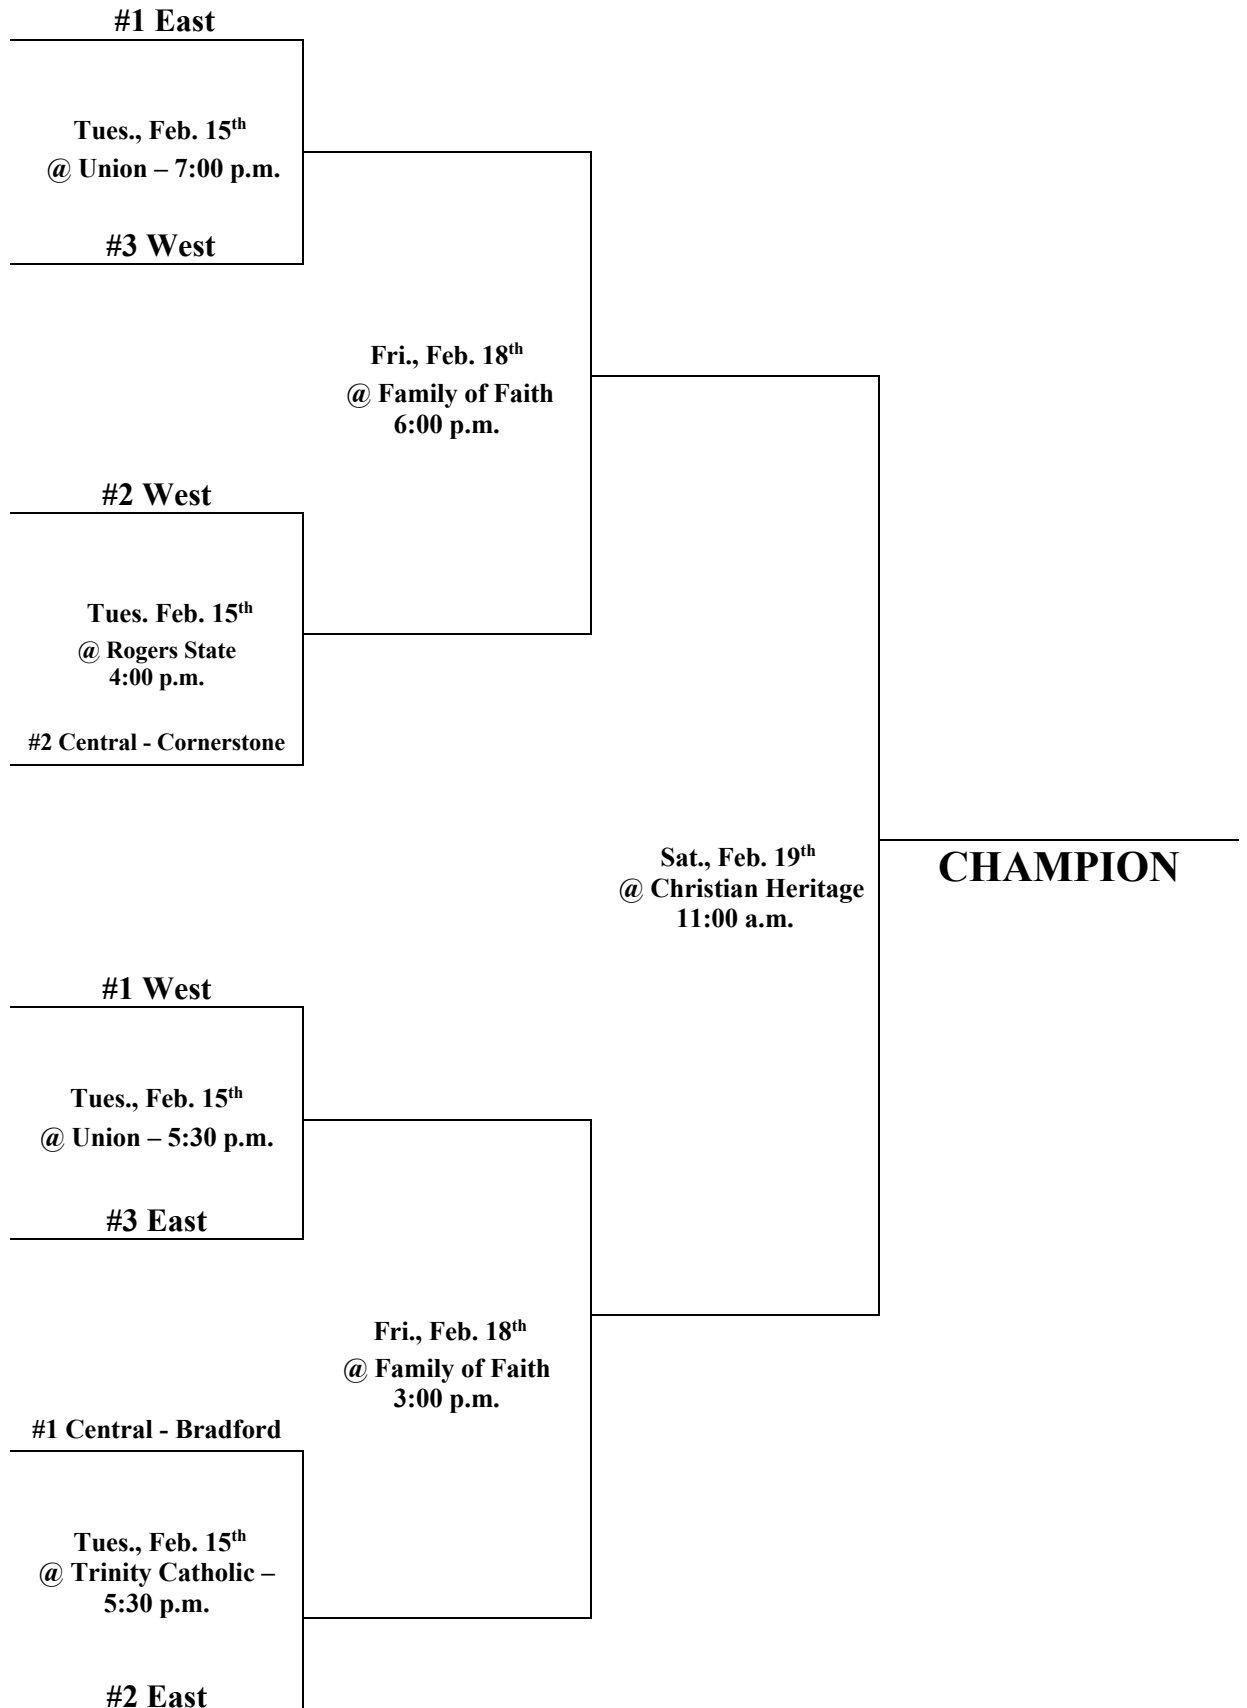 #1 East
Tues., Feb. 15th
@ Union – 7:00 p.m.
#3 West
Fri., Feb. 18th
@ Family of Faith
6:00 p.m.
#2 West
Tues. Feb. 15th
@ Rogers State
4:00 p.m.
#2 Central - Cornerstone
Sat., Feb. 19th
@ Christian Heritage
11:00 a.m.
CHAMPION
#1 West
Tues., Feb. 15th
@ Union – 5:30 p.m.
#3 East
Fri., Feb. 18th
@ Family of Faith
3:00 p.m.
#1 Central - Bradford
Tues., Feb. 15th
@ Trinity Catholic –
5:30 p.m.
#2 East